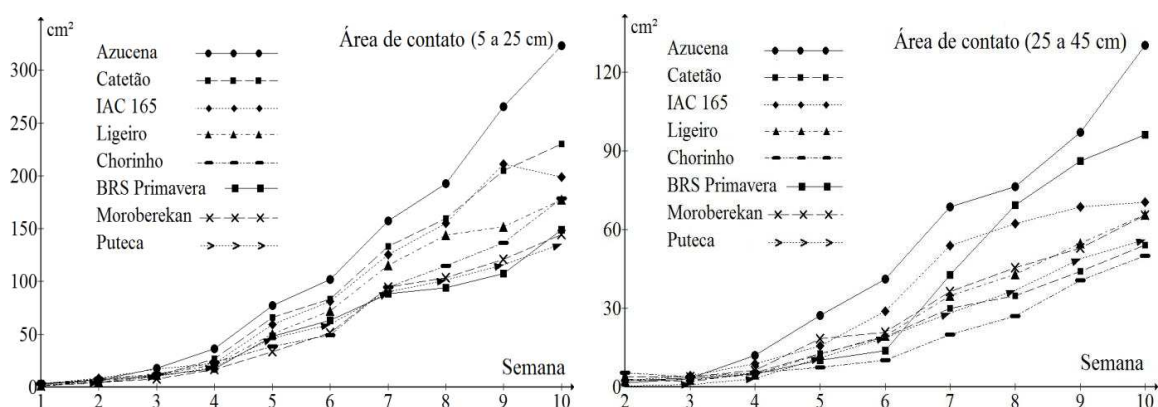 cm²
Área de contato (5 a 25 cm)
Azucena
Catetão
IAC 165
Ligeiro
Chorinho
BRS Primavera
Moroberekan
Puteca
300
250
200
150
100
50
0
Semana
1 2 3 4 5 6 7 8 9 10
cm²
Área de contato (25 a 45 cm)
Azucena
Catetão
IAC 165
Ligeiro
Chorinho
BRS Primavera
Moroberekan
Puteca
120
90
60
30
0
Semana
2 3 4 5 6 7 8 9 10